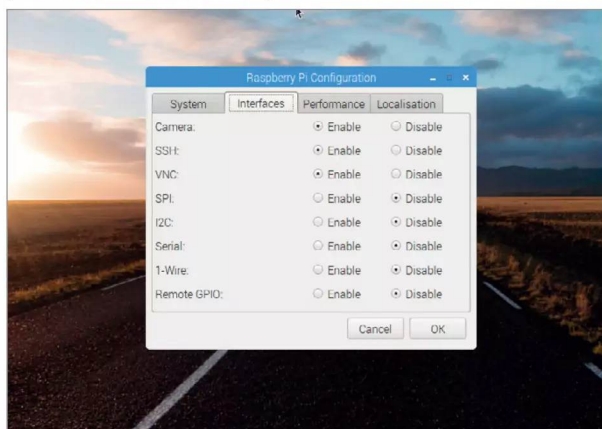 Raspberry Pi Configuration
System Interfaces Performance Localisation
Camera: Enable Disable
SSH: Enable Disable
VNC: Enable Disable
SPI: Enable Disable
I2C: Enable Disable
Serial: Enable Disable
1-Wire: Enable Disable
Remote GPIO: Enable Disable
Cancel OK